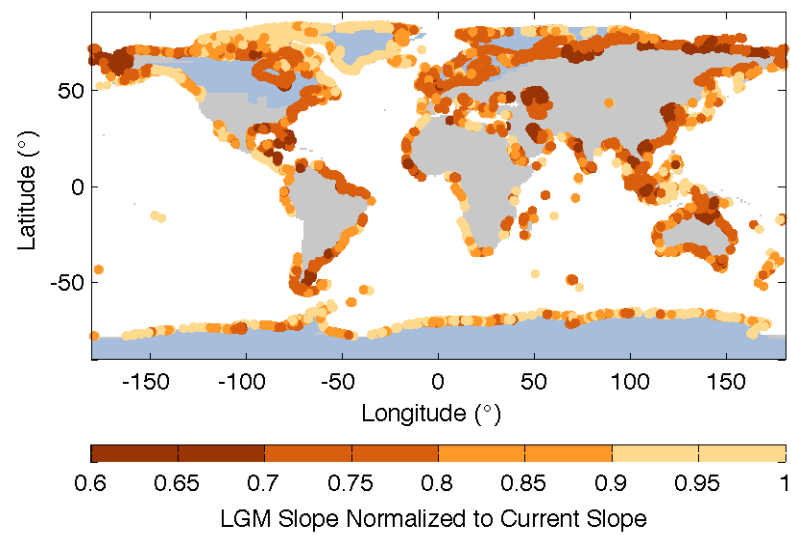 50
0
-50
Latitude (°)
-150 -100 -50 0 50 100 150
Longitude (°)
0.6 0.65 0.7 0.75 0.8 0.85 0.9 0.95 1
LGM Slope Normalized to Current Slope